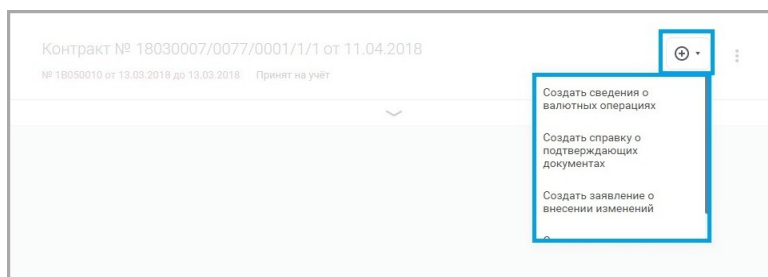 Контракт № 18030007/0077/0001/1/1 от 11.04.2018
№ 1В050010 от 13.03.2018 до 13.03.2018 Принят на учёт
Создать сведения о
валютных операциях
Создать справку о
подтверждающих
документах
Создать заявление о
внесении изменений